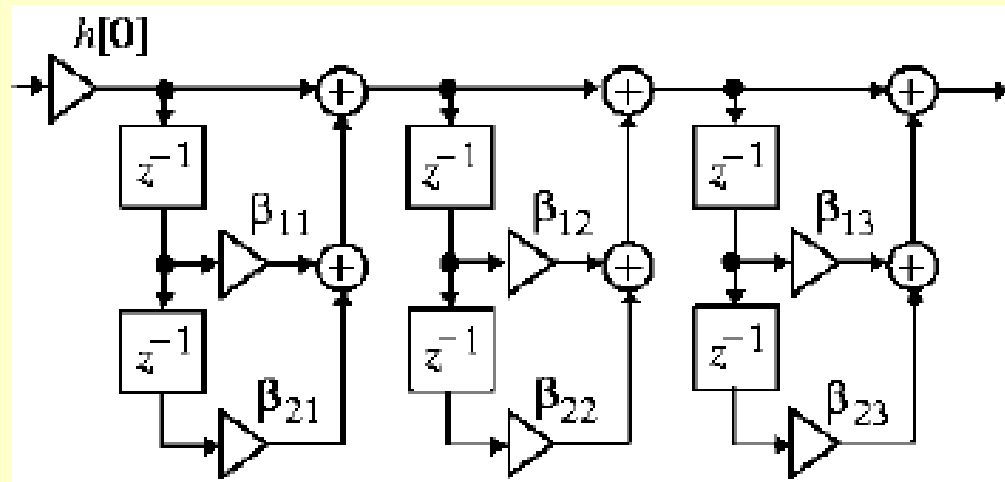 h[0]
+ + +
z⁻¹ z⁻¹ z⁻¹
β₁₁ β₁₂ β₁₃
+ + +
z⁻¹ z⁻¹ z⁻¹
β₂₁ β₂₂ β₂₃